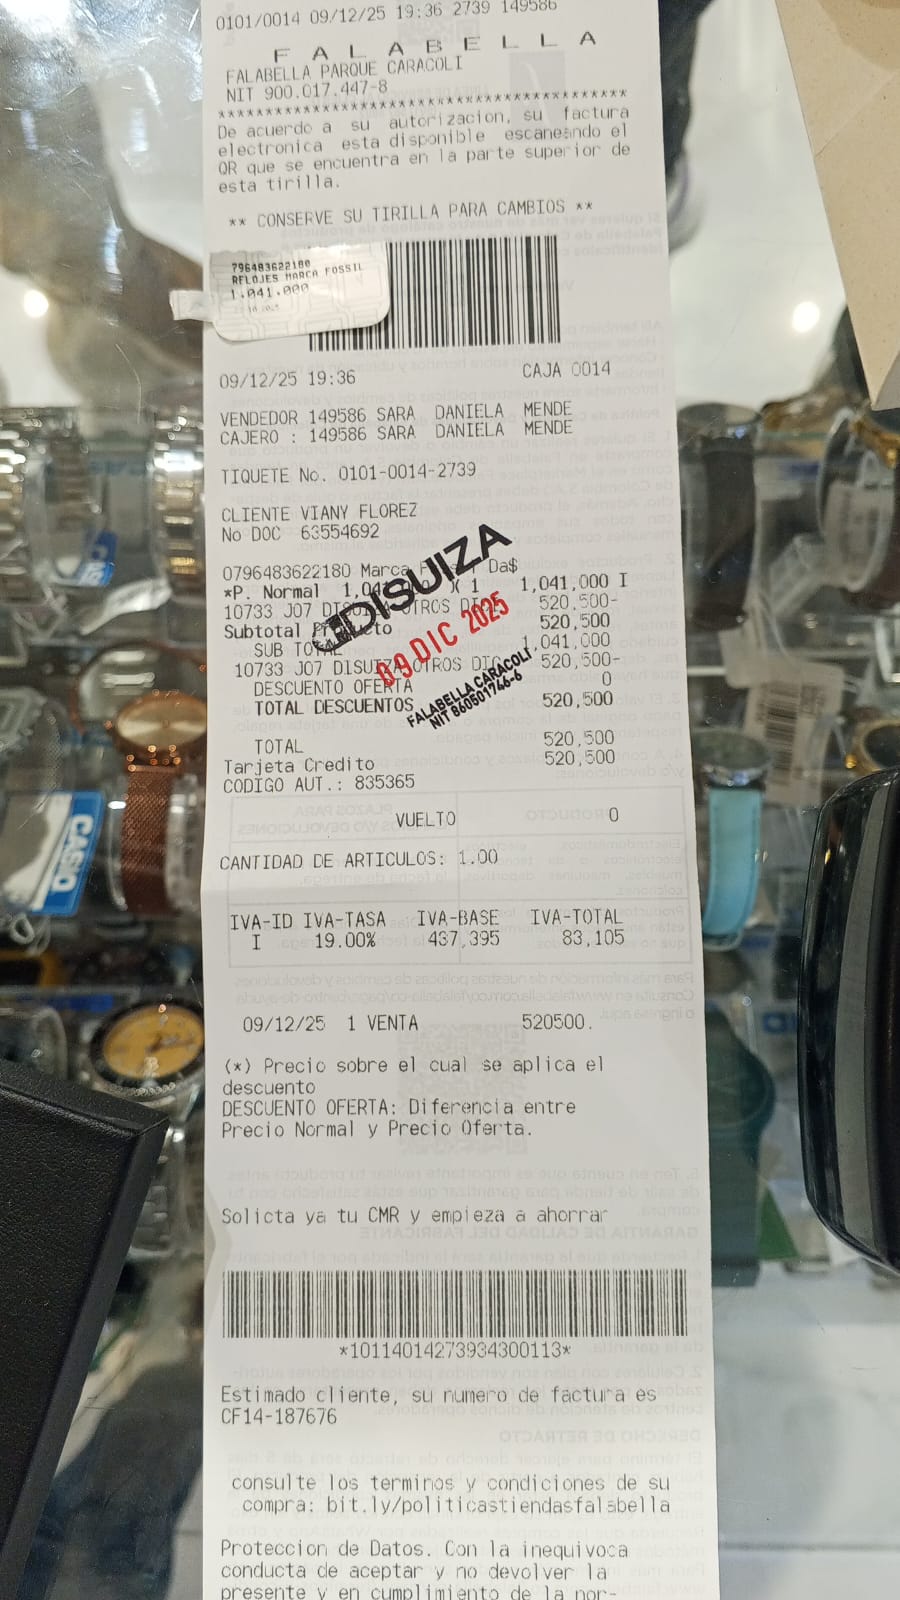 0101/0014 09/12/25 19:36 2739 149586
F A L A B E L L A
FALABELLA PARQUE CARACOLI
NIT 900.017.447-8
******************************************
De acuerdo a su autorizacion, su factura
electronica esta disponible escaneando el
QR que se encuentra en la parte superior de
esta tirilla.
** CONSERVE SU TIRILLA PARA CAMBIOS **
796483622180
RELOJES MARCA FOSSIL
1.041.000
09/12/25 19:36 CAJA 0014
VENDEDOR 149586 SARA DANIELA MENDE
CAJERO : 149586 SARA DANIELA MENDE
TIQUETE No. 0101-0014-2739
CLIENTE VIANY FLOREZ
No DOC 63554692
0796483622180 Marca Da$
*P. Normal X 1 1,041,000 I
10733 J07 DISUIZA OTROS 520,500-
Subtotal 520,500
SUB TOTAL 1,041,000
10733 J07 DISUIZA OTROS DIC 520,500-
DESCUENTO OFERTA 0
TOTAL DESCUENTOS 520,500
DISUIZA
09 DIC 2025
FALABELLA CARACOLI
NIT 860501746-6
TOTAL 520,500
Tarjeta Credito 520,500
CODIGO AUT.: 835365
VUELTO 0
CANTIDAD DE ARTICULOS: 1.00
IVA-ID IVA-TASA IVA-BASE IVA-TOTAL
I 19.00% 437,395 83,105
09/12/25 1 VENTA 520500.
(*) Precio sobre el cual se aplica el
descuento
DESCUENTO OFERTA: Diferencia entre
Precio Normal y Precio Oferta.
Solicta ya tu CMR y empieza a ahorrar
*10114014273934300113*
Estimado cliente, su numero de factura es
CF14-187676
consulte los terminos y condiciones de su
compra: bit.ly/politicastiendasfalabella
Proteccion de Datos. Con la inequivoca
conducta de aceptar y no devolver la
presente y en cumplimiento de la nor-
CASIO